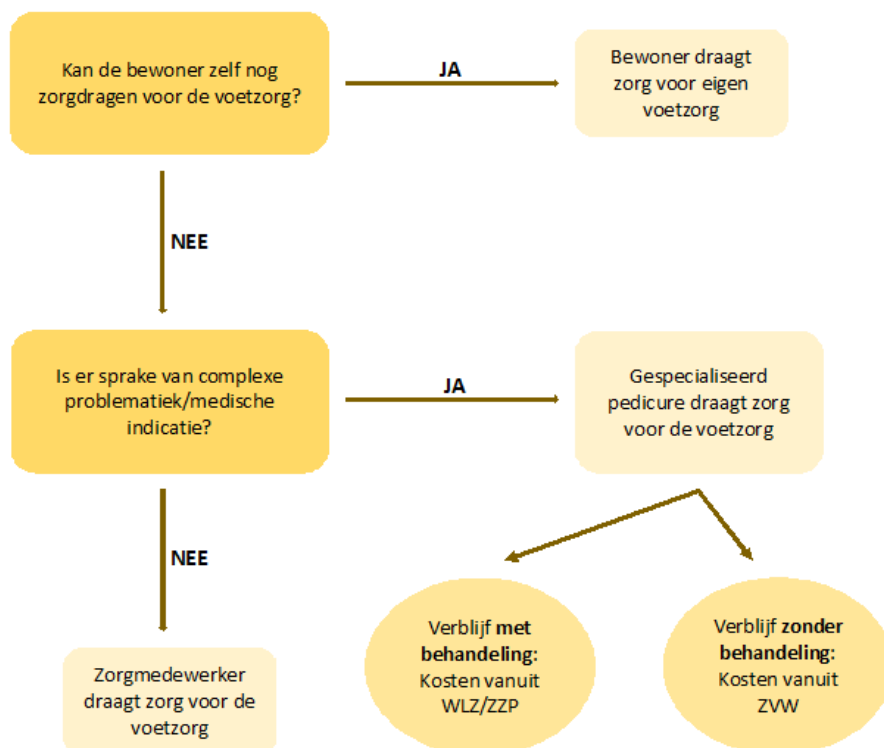 Kan de bewoner zelf nog
zorgdragen voor de voetzorg?
JA
Bewoner draagt
zorg voor eigen
voetzorg
NEE
Is er sprake van complexe
problematiek/medische
indicatie?
JA
Gespecialiseerd
pedicure draagt zorg
voor de voetzorg
NEE
Zorgmedewerker
draagt zorg voor de
voetzorg
Verblijf met
behandeling:
Kosten vanuit
WLZ/ZZP
Verblijf zonder
behandeling:
Kosten vanuit
ZVW